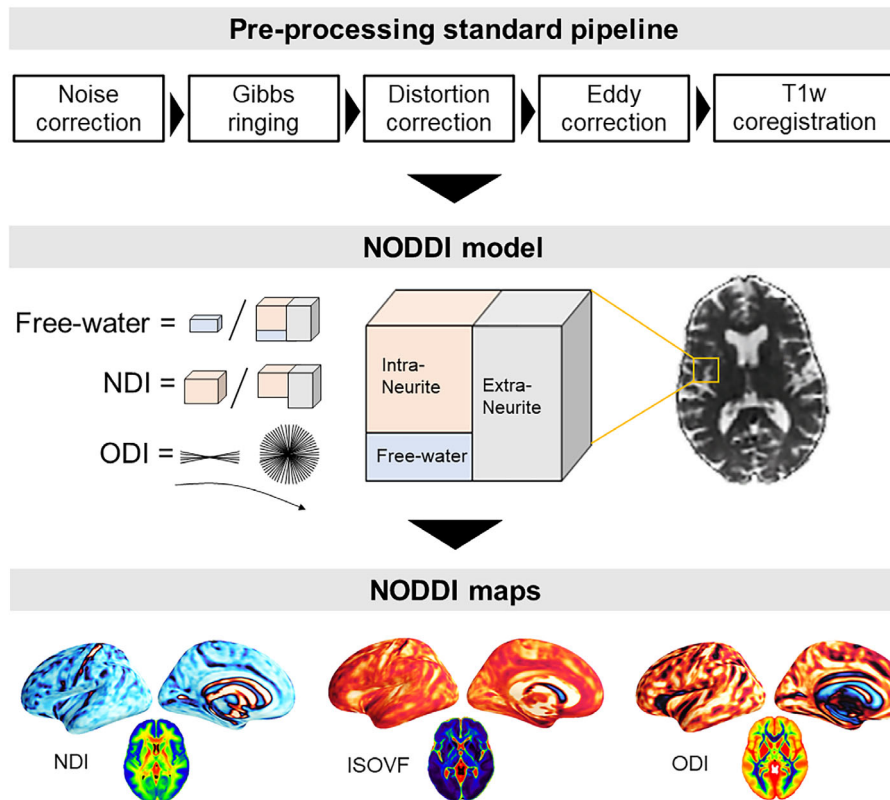 Pre-processing standard pipeline
Noise
correction
Gibbs
ringing
Distortion
correction
Eddy
correction
T1w
coregistration
NODDI model
Free-water = /
NDI = /
ODI =
Intra-
Neurite
Extra-
Neurite
Free-water
NODDI maps
NDI
ISOVF
ODI